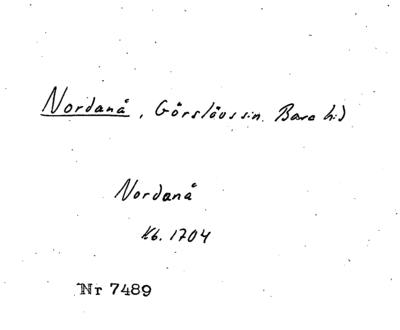 Nordanå, Görslövs sn. Bara hd
Nordanå
Kb. 1704
Nr 7489